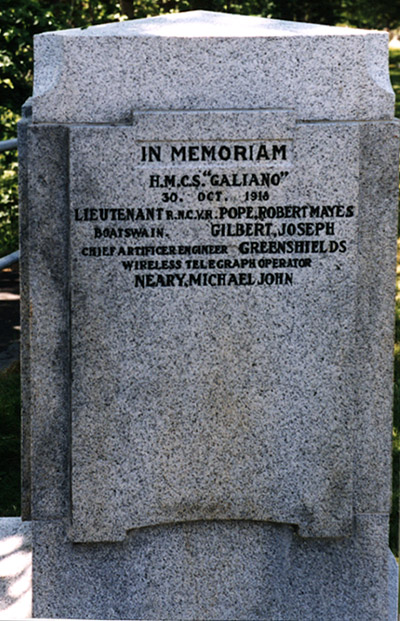 IN MEMORIAM
H.M.C.S. "GALIANO"
30. OCT. 1918
LIEUTENANT R.N.C.V.R. POPE, ROBERT MAYES
BOATSWAIN. GILBERT, JOSEPH
CHIEF ARTIFICER ENGINEER GREENSHIELDS
WIRELESS TELEGRAPH OPERATOR
NEARY, MICHAEL JOHN